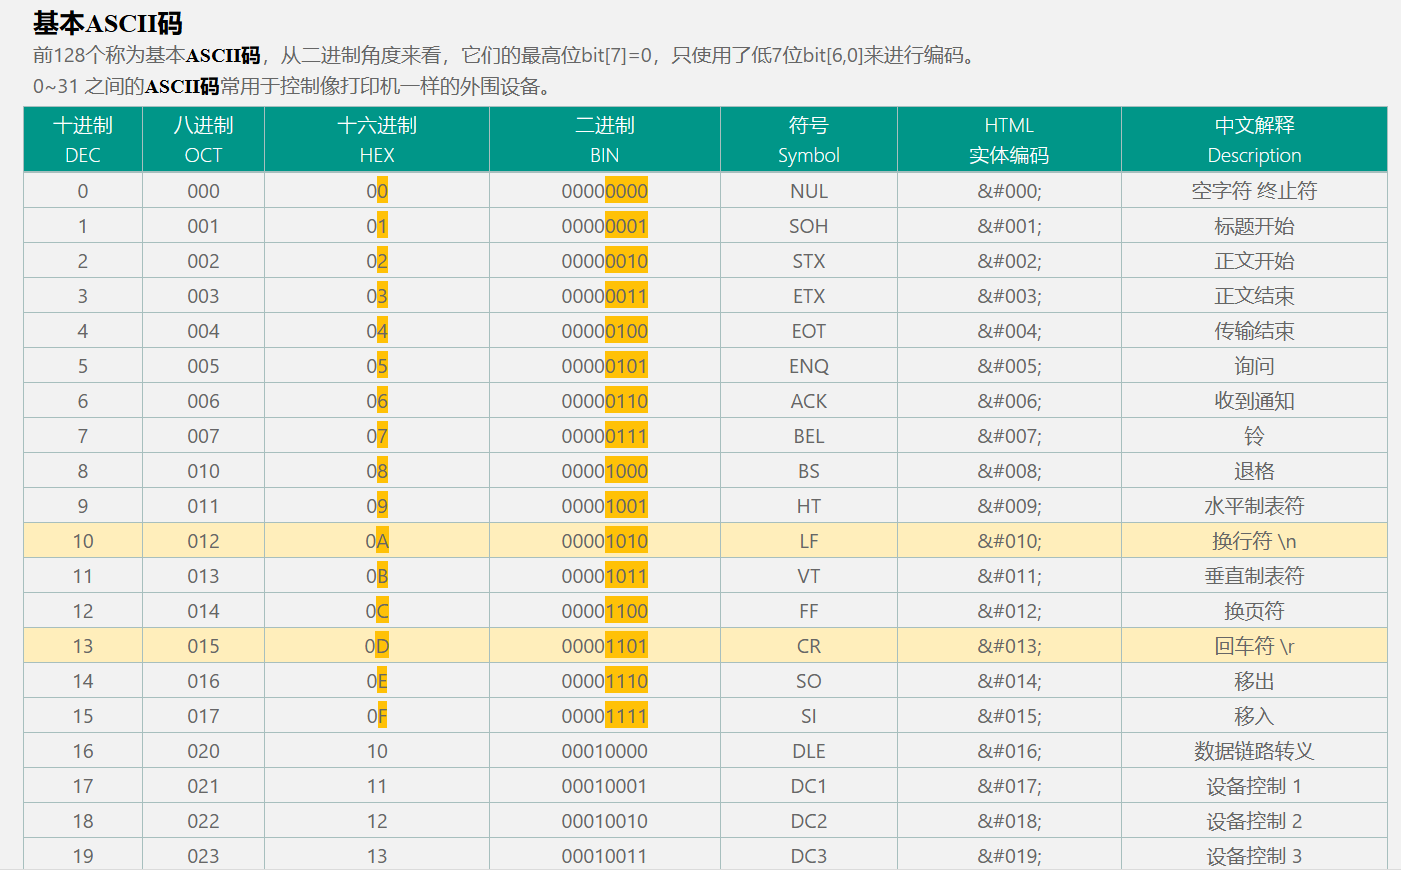 基本ASCII码
前128个称为基本ASCII码，从二进制角度来看，它们的最高位bit[7]=0，只使用了低7位bit[6,0]来进行编码。
0~31 之间的ASCII码常用于控制像打印机一样的外围设备。
十进制 八进制 十六进制 二进制 符号 HTML 中文解释
DEC OCT HEX BIN Symbol 实体编码 Description
0 000 00 00000000 NUL &#000; 空字符 终止符
1 001 01 00000001 SOH &#001; 标题开始
2 002 02 00000010 STX &#002; 正文开始
3 003 03 00000011 ETX &#003; 正文结束
4 004 04 00000100 EOT &#004; 传输结束
5 005 05 00000101 ENQ &#005; 询问
6 006 06 00000110 ACK &#006; 收到通知
7 007 07 00000111 BEL &#007; 铃
8 010 08 00001000 BS &#008; 退格
9 011 09 00001001 HT &#009; 水平制表符
10 012 0A 00001010 LF &#010; 换行符 \n
11 013 0B 00001011 VT &#011; 垂直制表符
12 014 0C 00001100 FF &#012; 换页符
13 015 0D 00001101 CR &#013; 回车符 \r
14 016 0E 00001110 SO &#014; 移出
15 017 0F 00001111 SI &#015; 移入
16 020 10 00010000 DLE &#016; 数据链路转义
17 021 11 00010001 DC1 &#017; 设备控制 1
18 022 12 00010010 DC2 &#018; 设备控制 2
19 023 13 00010011 DC3 &#019; 设备控制 3